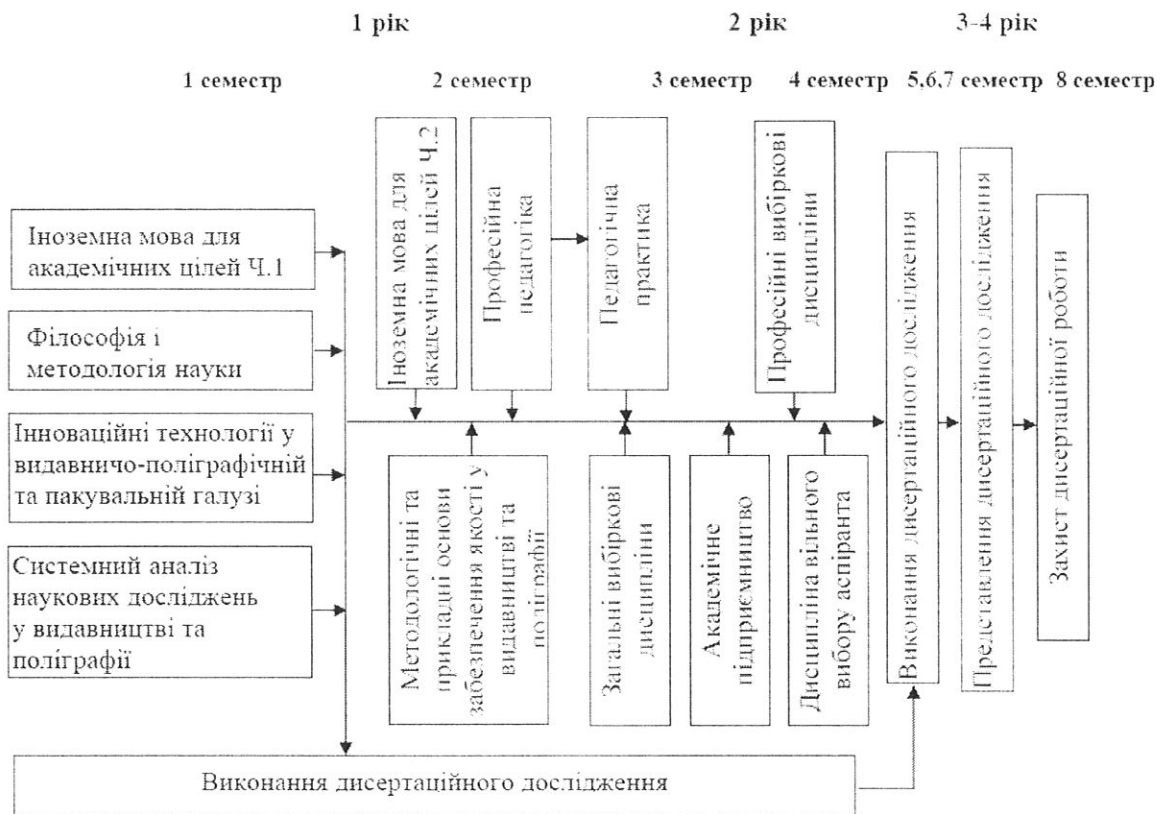 1 рік
2 рік
3-4 рік
1 семестр
2 семестр
3 семестр
4 семестр
5,6,7 семестр
8 семестр
Іноземна мова для
академічних цілей Ч.1
Філософія і
методологія науки
Інноваційні технології у
видавничо-поліграфічній
та пакувальній галузі
Системний аналіз
наукових досліджень
у видавництві та
поліграфії
Іноземна мова для
академічних цілей Ч.2
Професійна
педагогіка
Педагогічна
практика
Професійні вибіркові
дисципліни
Методологічні та
прикладні основи
забезпечення якості у
видавництві та
поліграфії
Загальні вибіркові
дисципліни
Академічне
підприємництво
Дисципліна вільного
вибору аспіранта
Виконання дисертаційного дослідження
Представлення дисертаційного дослідження
Захист дисертаційної роботи
Виконання дисертаційного дослідження